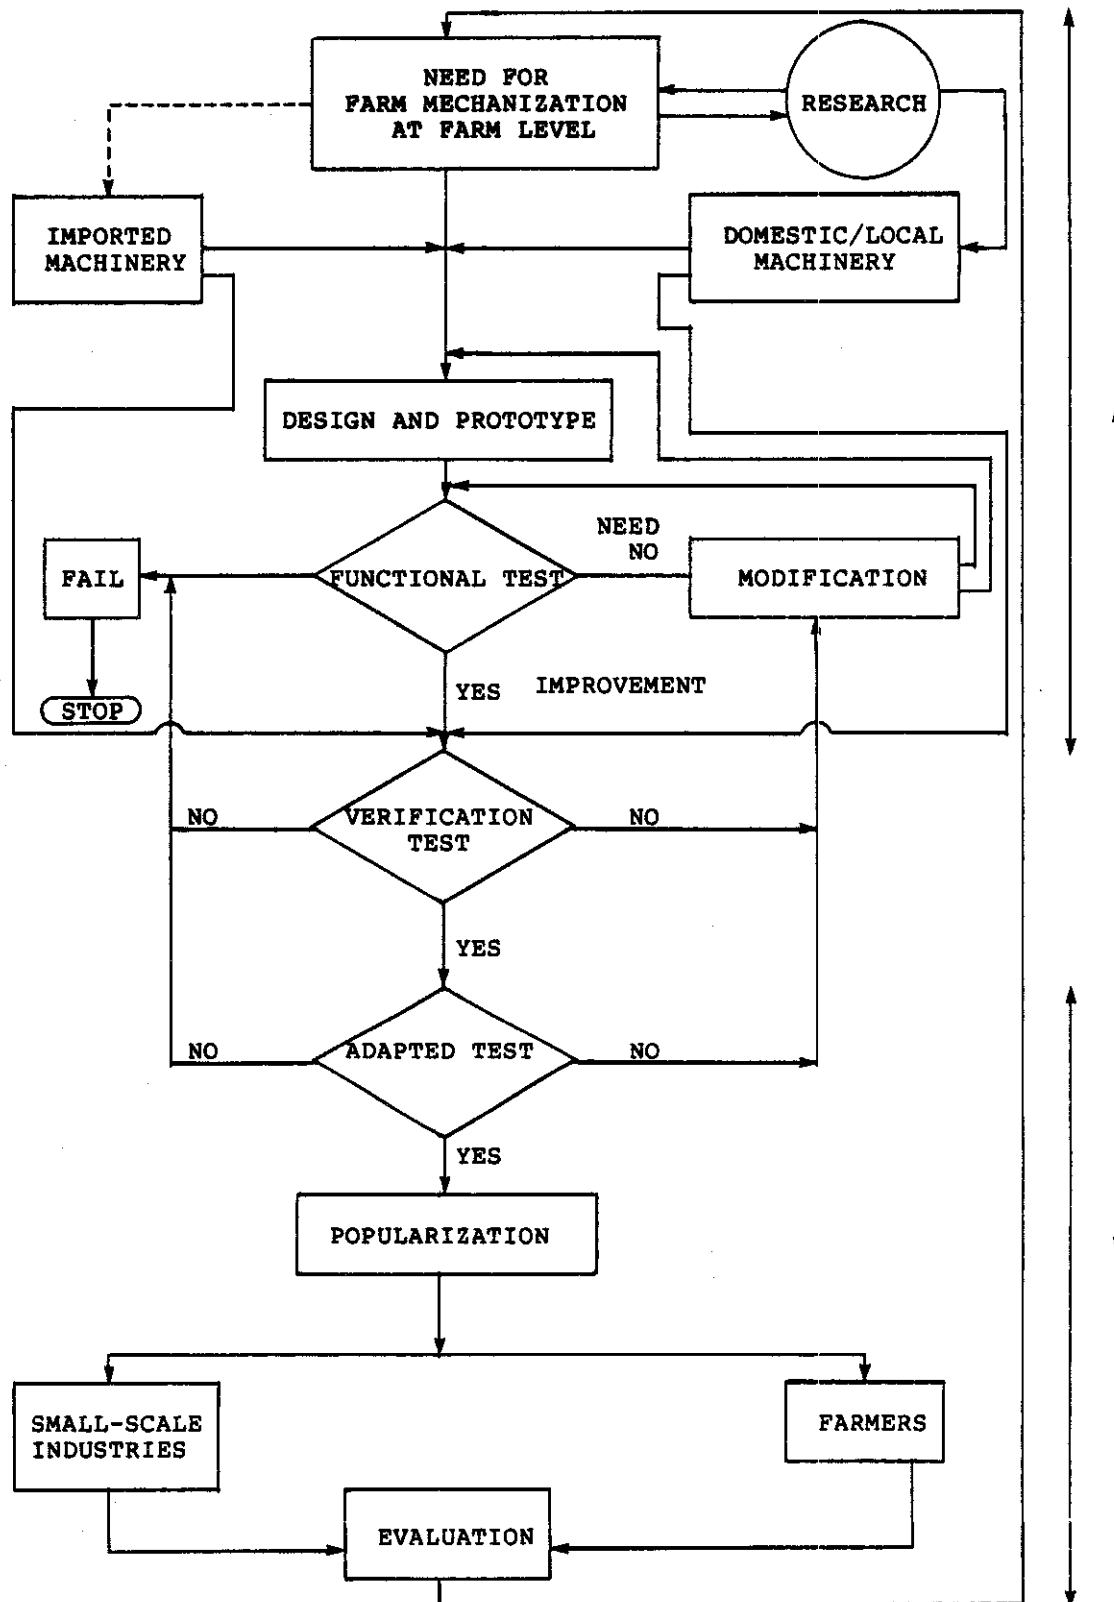 NEED FOR
FARM MECHANIZATION
AT FARM LEVEL
RESEARCH
IMPORTED
MACHINERY
DOMESTIC/LOCAL
MACHINERY
DESIGN AND PROTOTYPE
NEED
NO
FAIL
FUNCTIONAL TEST
MODIFICATION
YES
IMPROVEMENT
STOP
NO
VERIFICATION
TEST
NO
YES
NO
ADAPTED TEST
NO
YES
POPULARIZATION
SMALL-SCALE
INDUSTRIES
FARMERS
EVALUATION